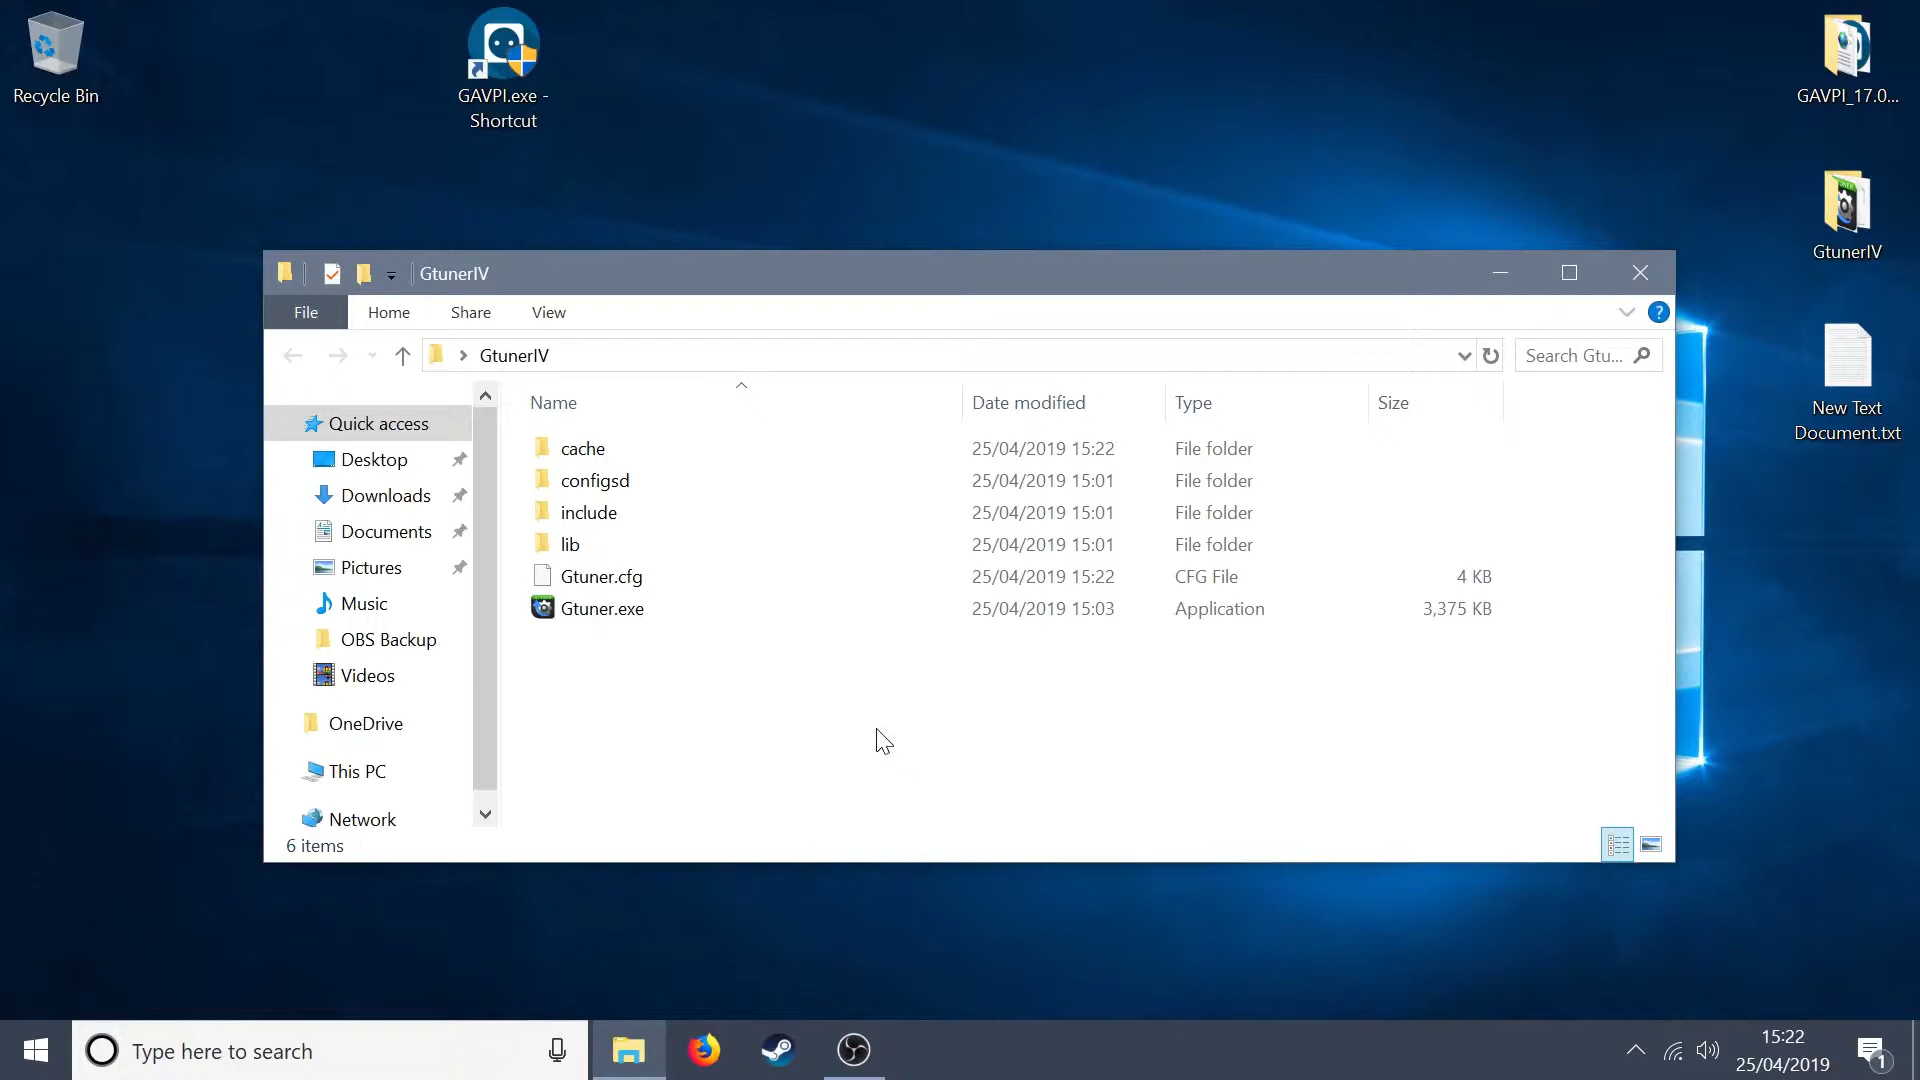 Recycle Bin
GAVPI.exe -
Shortcut
GAVPI_17.0...
GtunerIV
New Text
Document.txt
GtunerIV
File
Home
Share
View
?
GtunerIV
Search Gtu...
Name
Date modified
Type
Size
Quick access
Desktop
Downloads
Documents
Pictures
Music
OBS Backup
Videos
OneDrive
This PC
Network
cache 25/04/2019 15:22 File folder
configsd 25/04/2019 15:01 File folder
include 25/04/2019 15:01 File folder
lib 25/04/2019 15:01 File folder
Gtuner.cfg 25/04/2019 15:22 CFG File 4 KB
Gtuner.exe 25/04/2019 15:03 Application 3,375 KB
6 items
Type here to search
15:22
25/04/2019
1